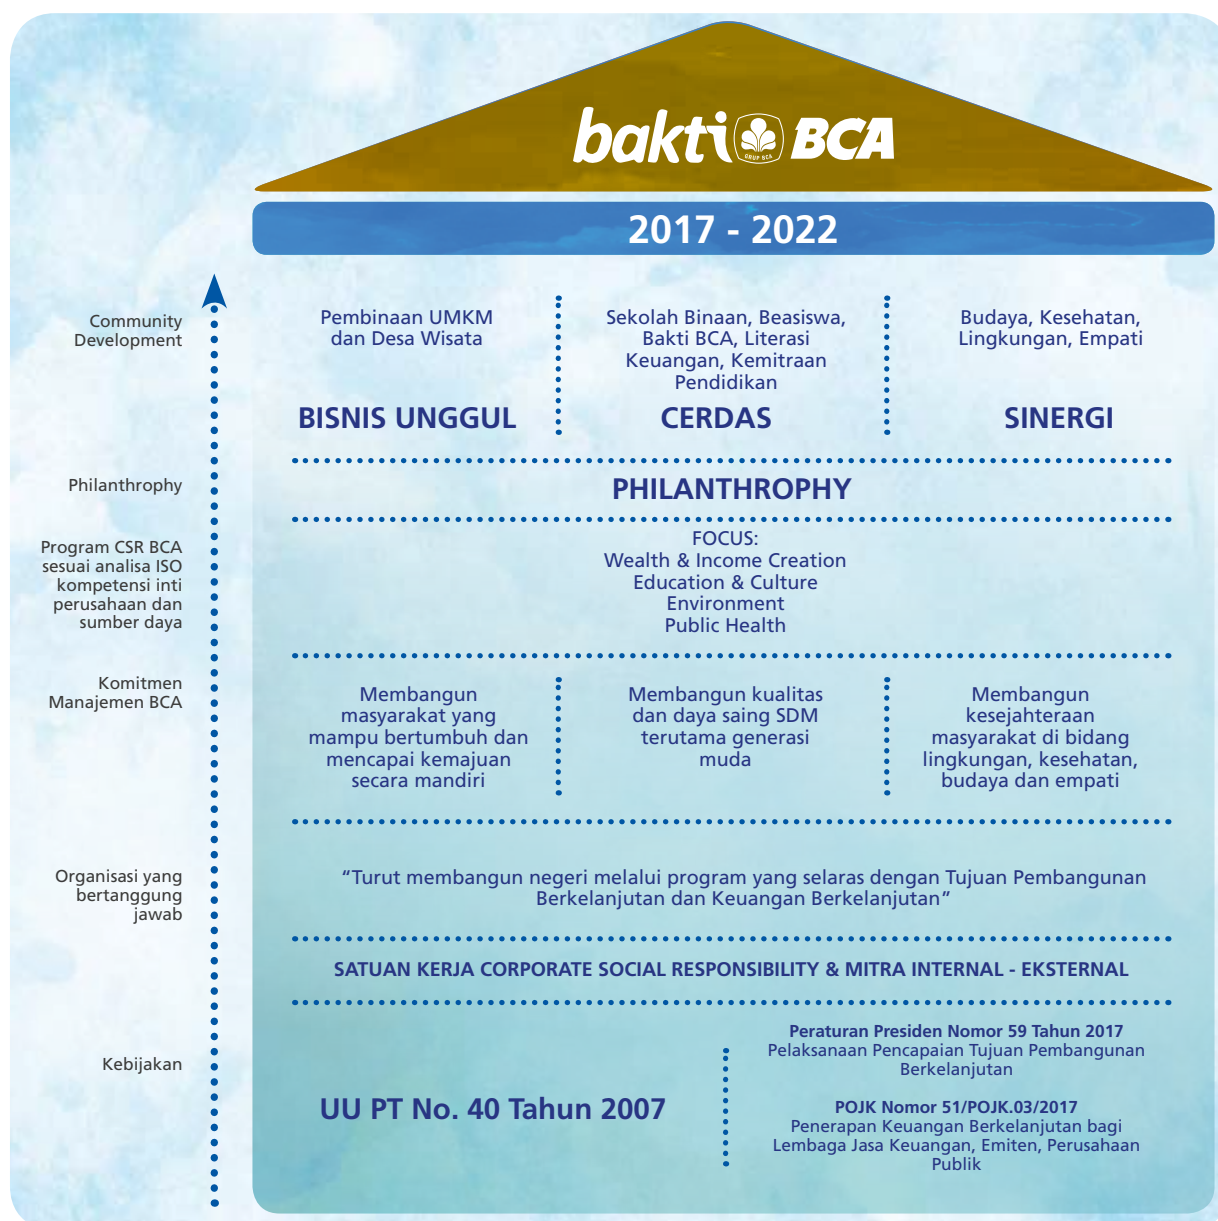 bakti BCA
GRUP BCA
2017 - 2022
Community
Development
Pembinaan UMKM
dan Desa Wisata
BISNIS UNGGUL
Sekolah Binaan, Beasiswa,
Bakti BCA, Literasi
Keuangan, Kemitraan
Pendidikan
CERDAS
Budaya, Kesehatan,
Lingkungan, Empati
SINERGI
Philanthrophy
PHILANTHROPHY
Program CSR BCA
sesuai analisa ISO
kompetensi inti
perusahaan dan
sumber daya
FOCUS:
Wealth & Income Creation
Education & Culture
Environment
Public Health
Komitmen
Manajemen BCA
Membangun
masyarakat yang
mampu bertumbuh dan
mencapai kemajuan
secara mandiri
Membangun kualitas
dan daya saing SDM
terutama generasi
muda
Membangun
kesejahteraan
masyarakat di bidang
lingkungan, kesehatan,
budaya dan empati
Organisasi yang
bertanggung
jawab
“Turut membangun negeri melalui program yang selaras dengan Tujuan Pembangunan
Berkelanjutan dan Keuangan Berkelanjutan”
SATUAN KERJA CORPORATE SOCIAL RESPONSIBILITY & MITRA INTERNAL - EKSTERNAL
Kebijakan
UU PT No. 40 Tahun 2007
Peraturan Presiden Nomor 59 Tahun 2017
Pelaksanaan Pencapaian Tujuan Pembangunan
Berkelanjutan
POJK Nomor 51/POJK.03/2017
Penerapan Keuangan Berkelanjutan bagi
Lembaga Jasa Keuangan, Emiten, Perusahaan
Publik